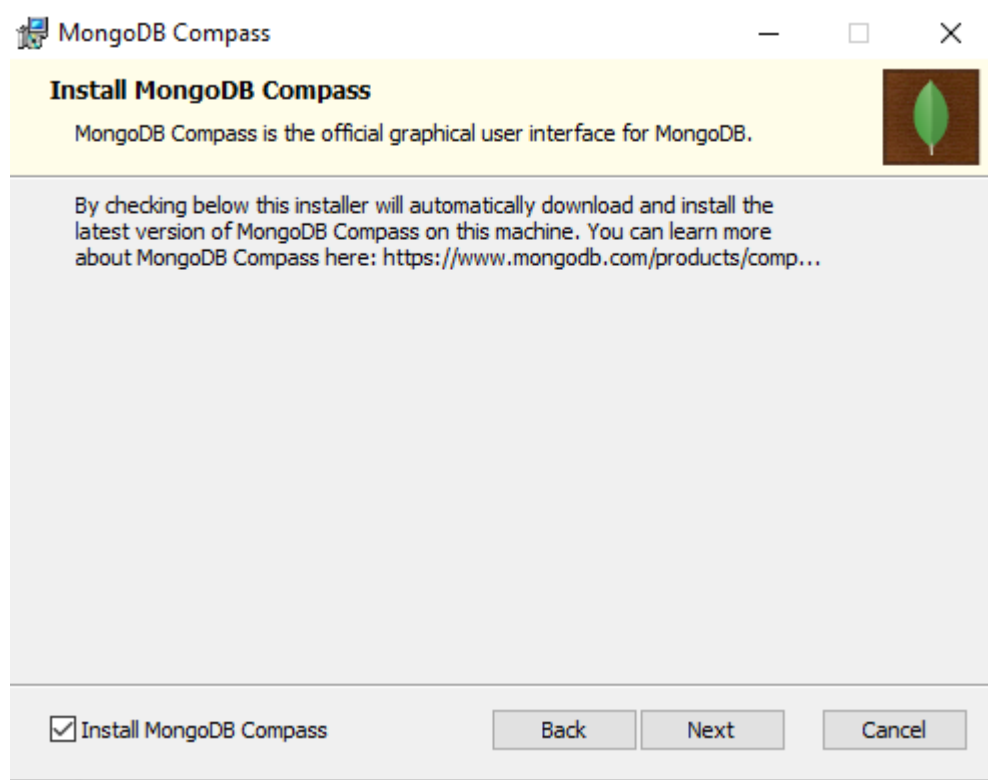 MongoDB Compass
Install MongoDB Compass
MongoDB Compass is the official graphical user interface for MongoDB.
By checking below this installer will automatically download and install the
latest version of MongoDB Compass on this machine. You can learn more
about MongoDB Compass here: https://www.mongodb.com/products/comp...
Install MongoDB Compass
Back
Next
Cancel